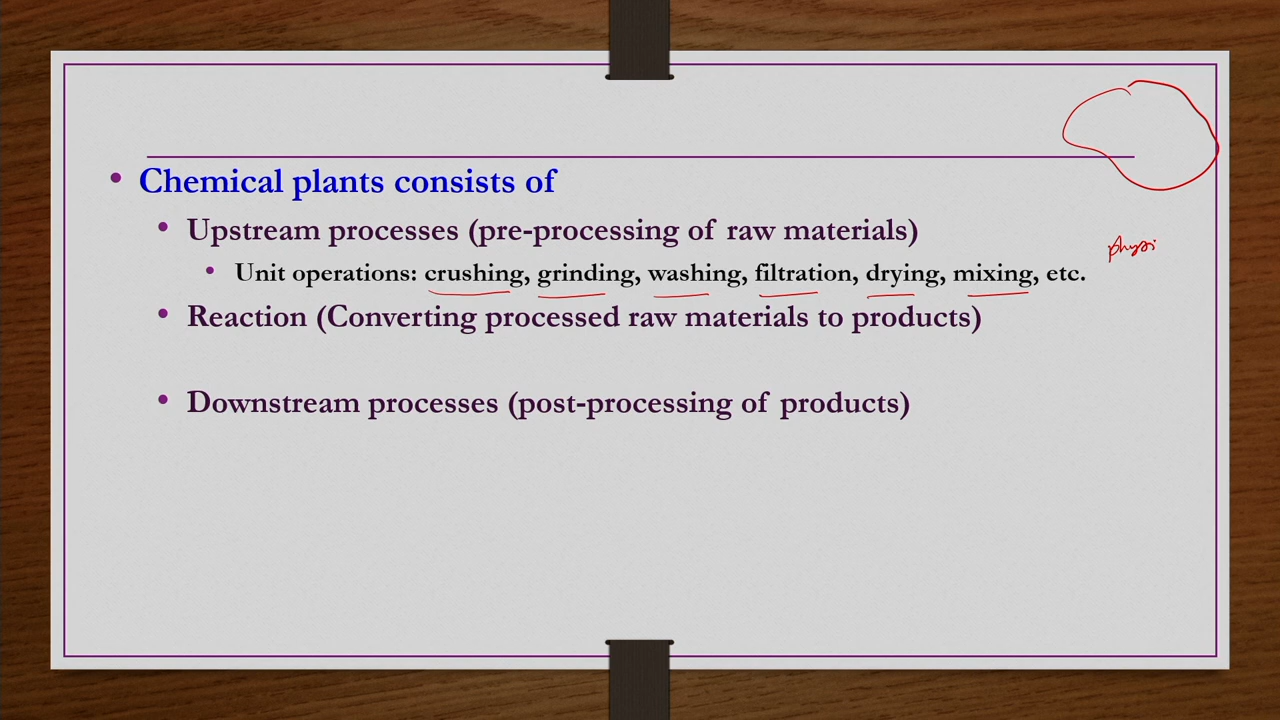 Chemical plants consists of
Upstream processes (pre-processing of raw materials)
physi
Unit operations: crushing, grinding, washing, filtration, drying, mixing, etc.
Reaction (Converting processed raw materials to products)
Downstream processes (post-processing of products)